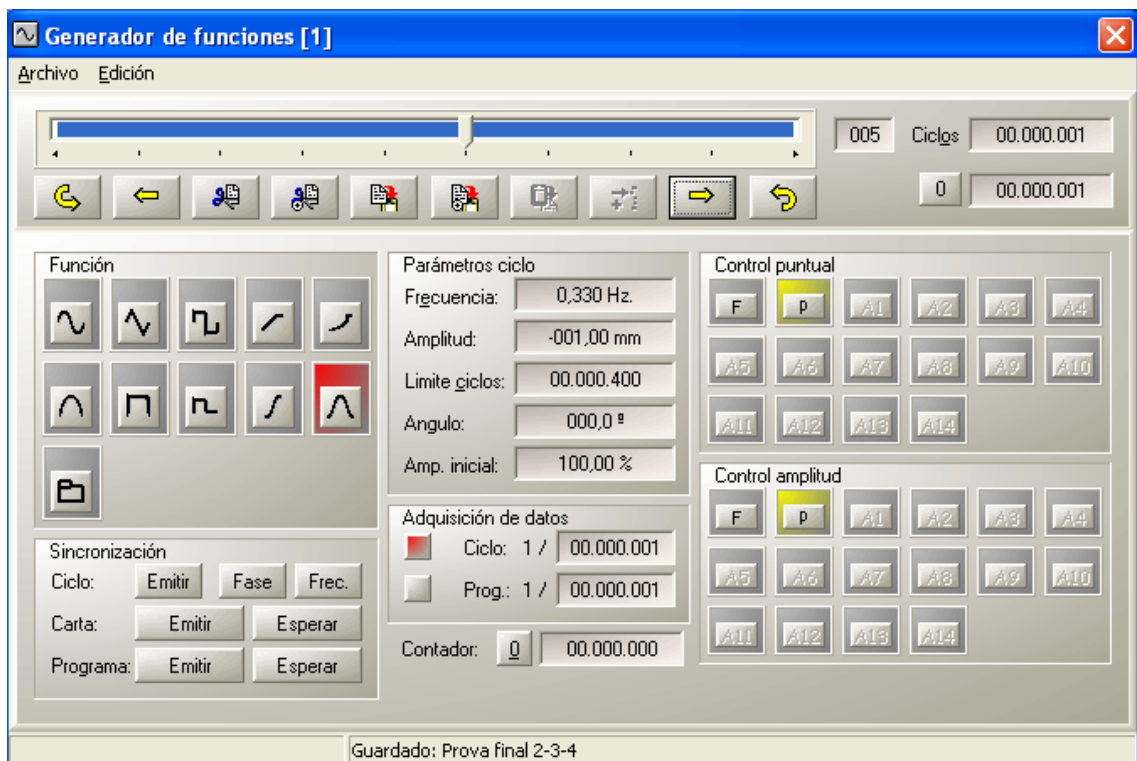 Generador de funciones [1]
Archivo Edición
005 Ciclos 00.000.001
0 00.000.001
Función
Parámetros ciclo
Frecuencia: 0,330 Hz.
Amplitud: -001,00 mm
Limite ciclos: 00.000.400
Angulo: 000,0 º
Amp. inicial: 100,00 %
Control puntual
F p A1 A2 A3 A4
A5 A6 A7 A8 A9 A10
A11 A12 A13 A14
Sincronización
Ciclo: Emitir Fase Frec.
Carta: Emitir Esperar
Programa: Emitir Esperar
Adquisición de datos
Ciclo: 1 / 00.000.001
Prog.: 1 / 00.000.001
Contador: 0 00.000.000
Control amplitud
F p A1 A2 A3 A4
A5 A6 A7 A8 A9 A10
A11 A12 A13 A14
Guardado: Prova final 2-3-4